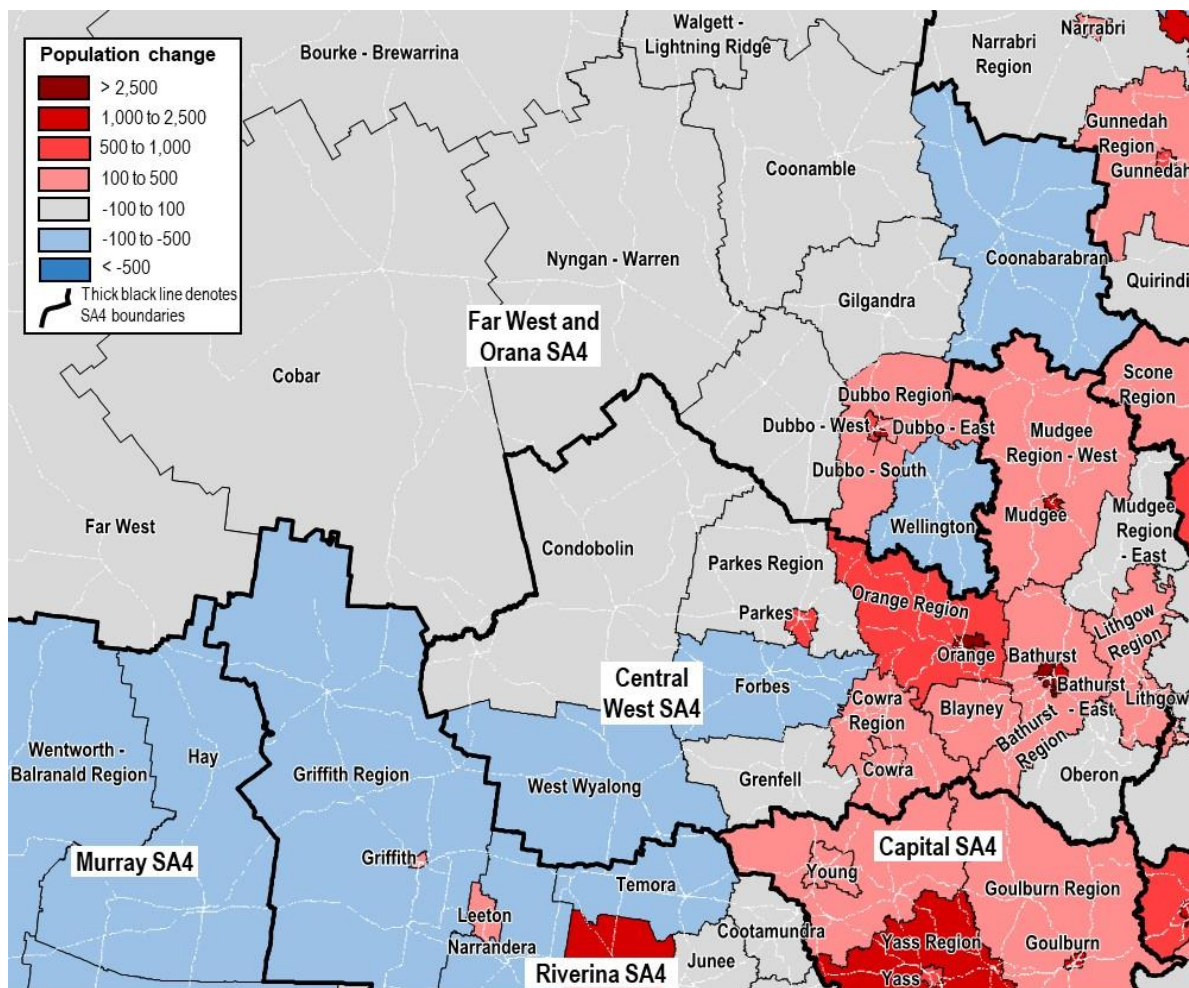 Population change
> 2,500
1,000 to 2,500
500 to 1,000
100 to 500
-100 to 100
-100 to -500
< -500
Thick black line denotes
SA4 boundaries
Bourke - Brewarrina
Walgett -
Lightning Ridge
Narrabri
Narrabri
Region
Gunnedah
Region
Gunnedah
Coonamble
Nyngan - Warren
Coonabarabran
Quirindi
Gilgandra
Far West and
Orana SA4
Cobar
Scone
Region
Dubbo Region
Dubbo - West
Dubbo - East
Dubbo - South
Mudgee
Region - West
Mudgee
Mudgee
Region
- East
Wellington
Far West
Condobolin
Parkes Region
Parkes
Orange Region
Orange
Lithgow
Region
Lithgow
Bathurst
Bathurst
- East
Bathurst
Region
Central
West SA4
Forbes
Cowra
Region
Blayney
Cowra
Oberon
Grenfell
Wentworth -
Balranald Region
Hay
Griffith Region
West Wyalong
Murray SA4
Griffith
Capital SA4
Young
Goulburn Region
Temora
Leeton
Narrandera
Cootamundra
Yass Region
Goulburn
Junee
Riverina SA4
Yass